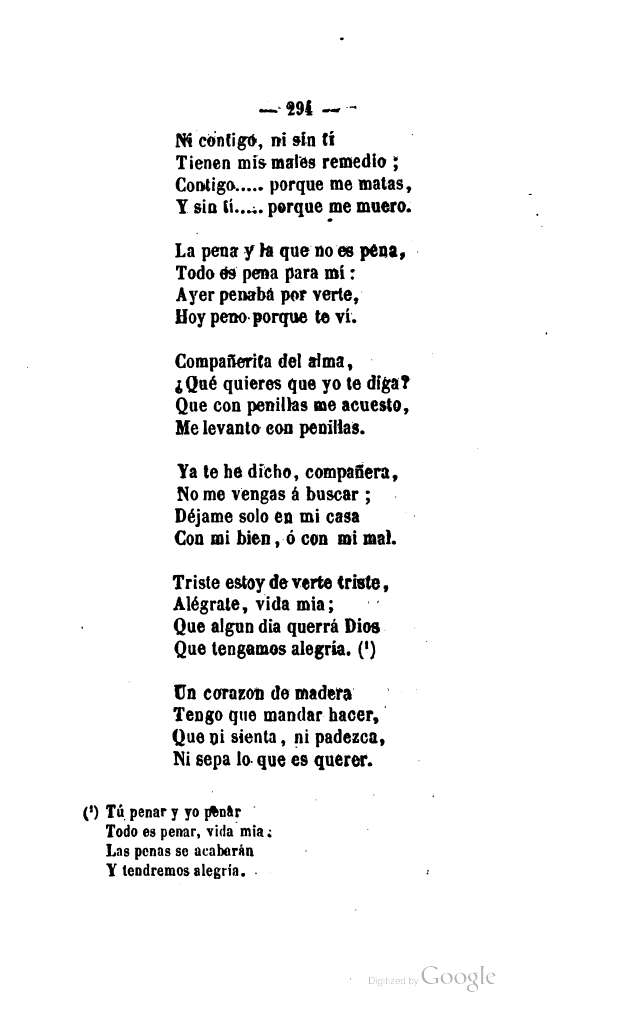 — 294 —
Ni contigo, ni sin tí
Tienen mis males remedio ;
Contigo..... porque me matas,
Y sin tí..... porque me muero.
La pena y la que no es pena,
Todo es pena para mí :
Ayer penabá por verte,
Hoy peno porque te ví.
Compañerita del alma,
¿Qué quieres que yo te diga?
Que con penillas me acuesto,
Me levanto con penillas.
Ya te he dicho, compañera,
No me vengas á buscar ;
Déjame solo en mi casa
Con mi bien, ó con mi mal.
Triste estoy de verte triste,
Alégrate, vida mia;
Que algun dia querrá Dios
Que tengamos alegría. (¹)
Un corazon de madera
Tengo que mandar hacer,
Que ni sienta, ni padezca,
Ni sepa lo que es querer.
(¹) Tú penar y yo penar
Todo es penar, vida mia;
Las penas se acabarán
Y tendremos alegría.
Digitized by Google